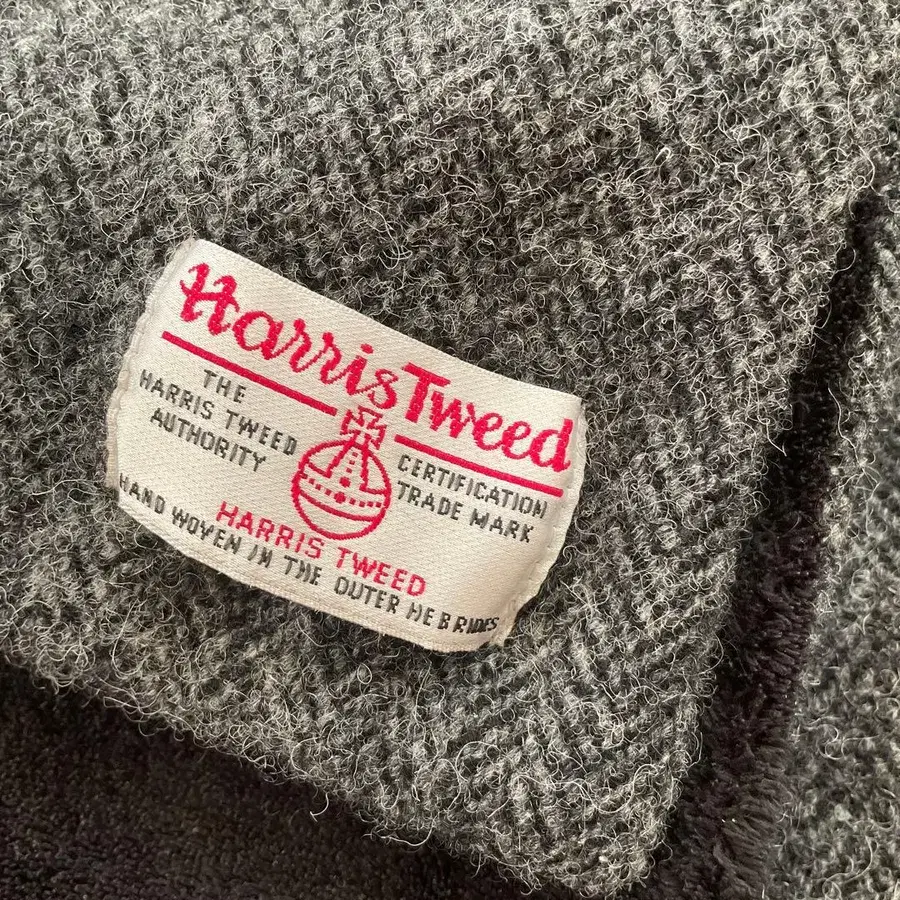 Harris Tweed
THE
HARRIS TWEED
AUTHORITY
CERTIFICATION
TRADE MARK
HARRIS TWEED
HAND WOVEN IN THE OUTER HEBRIDES